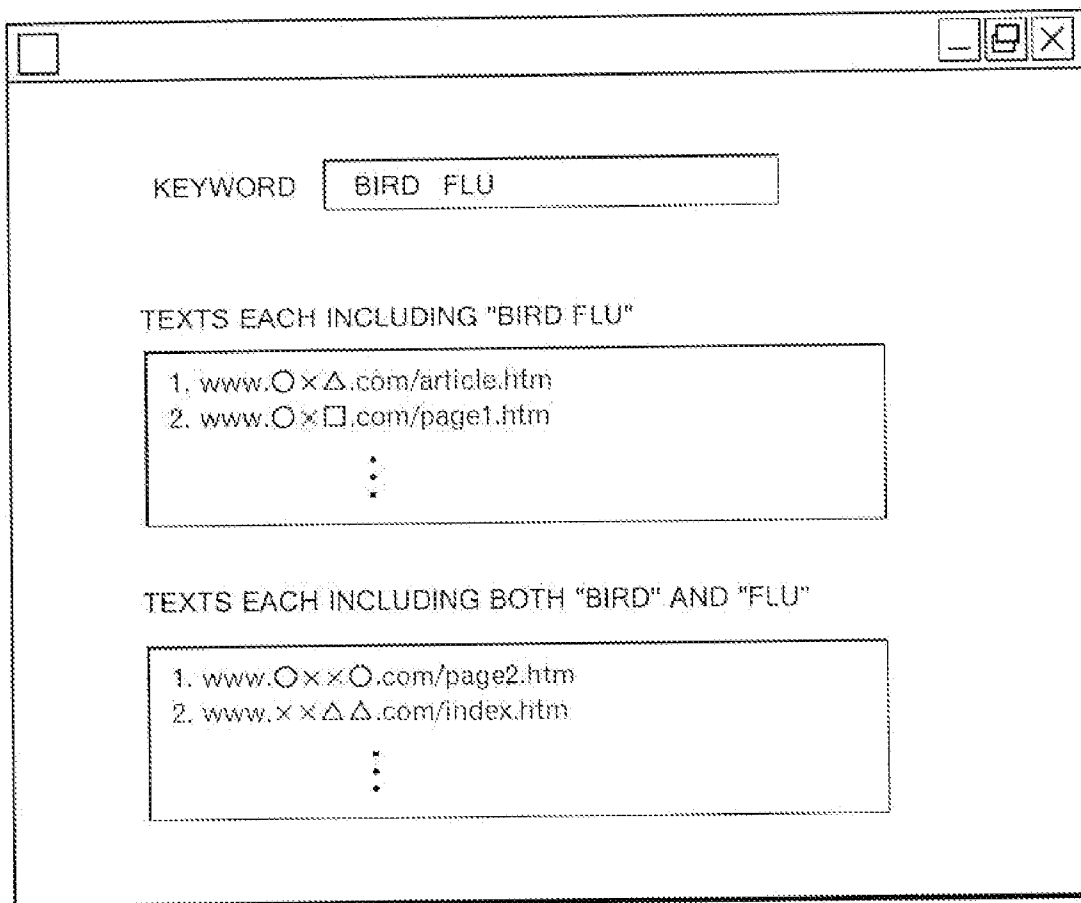 KEYWORD BIRD FLU
TEXTS EACH INCLUDING "BIRD FLU"
1. www.○×△.com/article.htm
2. www.○×□.com/page1.htm
TEXTS EACH INCLUDING BOTH "BIRD" AND "FLU"
1. www.○××○.com/page2.htm
2. www.××△△.com/index.htm